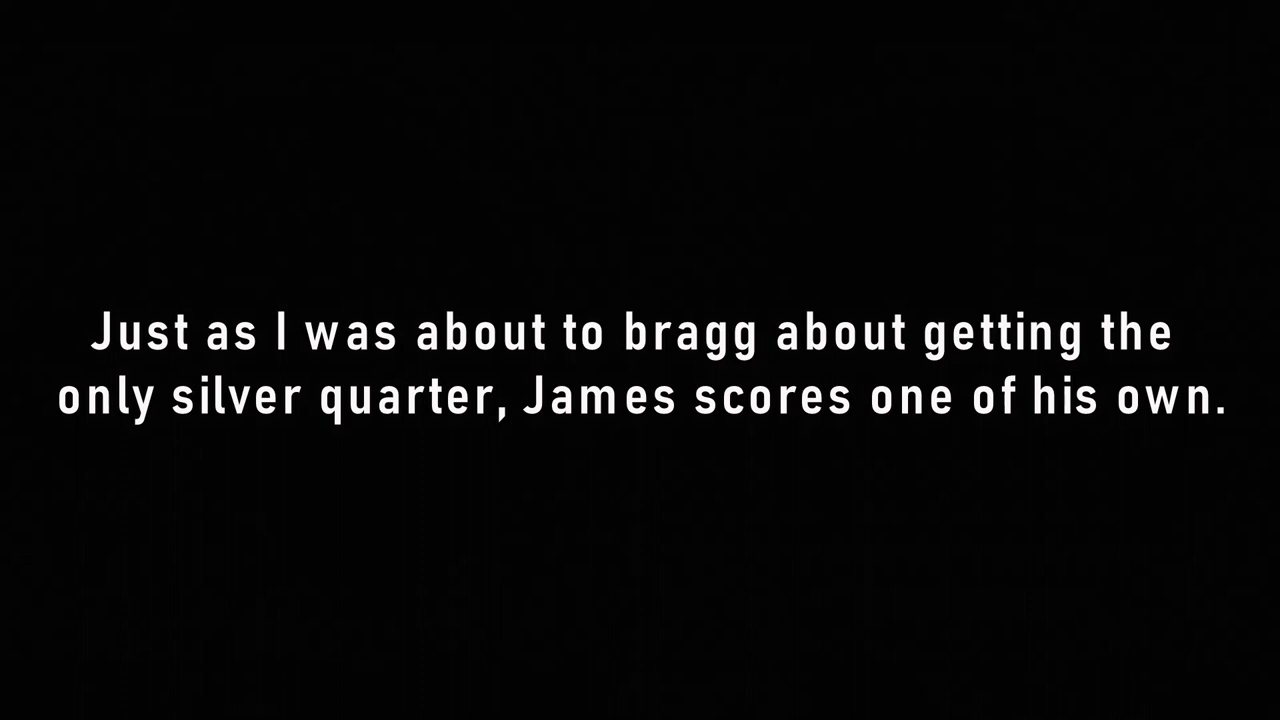 Just as I was about to bragg about getting the
only silver quarter, James scores one of his own.